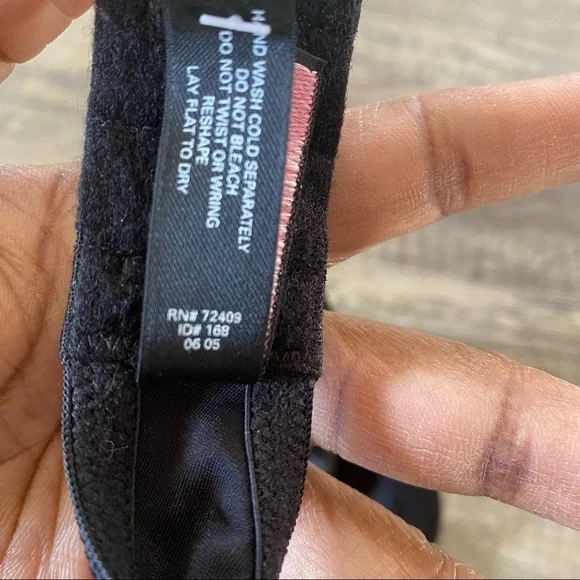 HAND WASH COLD SEPARATELY
DO NOT BLEACH
DO NOT TWIST OR WRING
RESHAPE
LAY FLAT TO DRY
RN# 72409
ID# 168
06 05